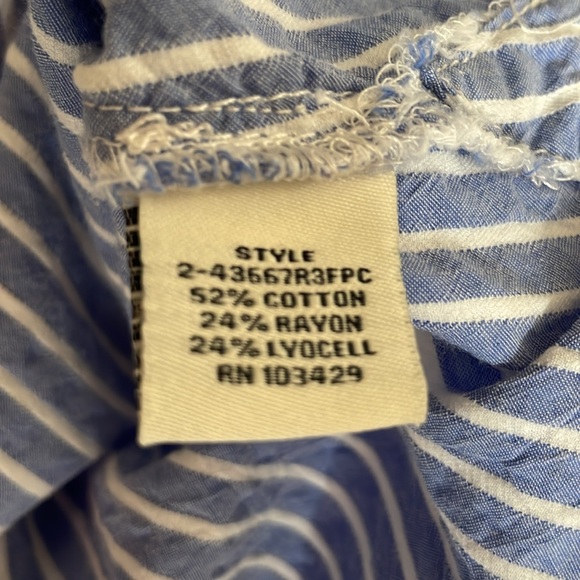 STYLE
2-43667R3FPC
52% COTTON
24% RAYON
24% LYOCELL
RN 103429